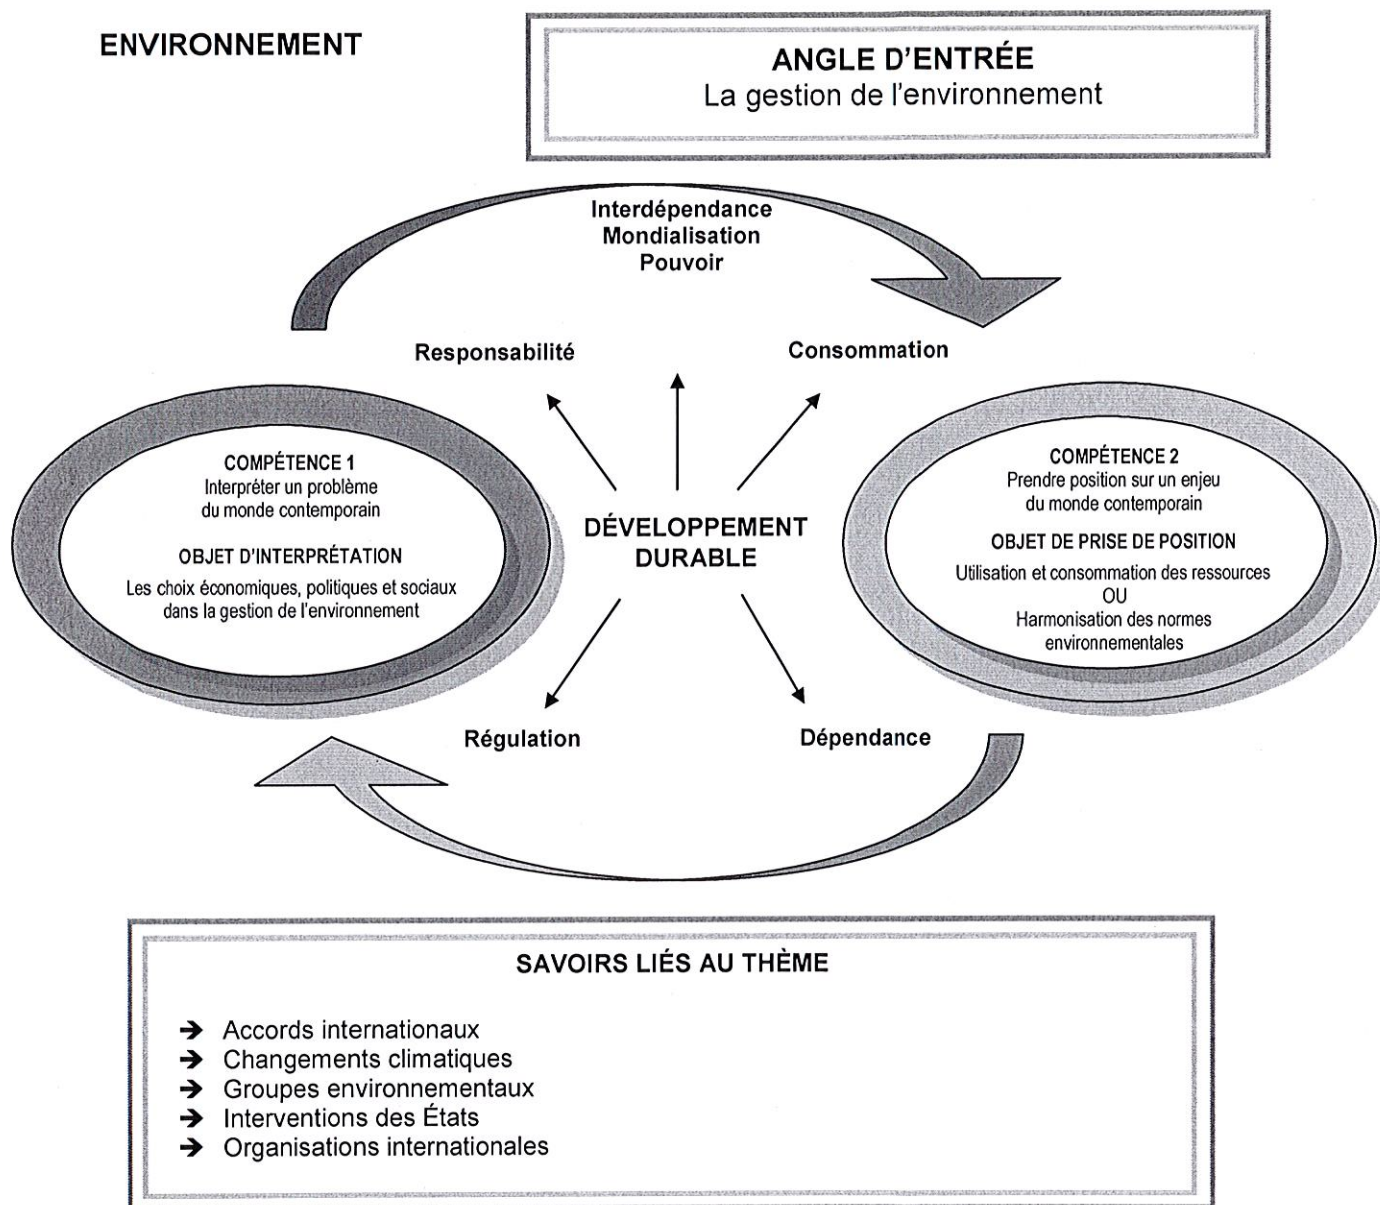 ENVIRONNEMENT
ANGLE D'ENTRÉE
La gestion de l'environnement
Interdépendance
Mondialisation
Pouvoir
Responsabilité
Consommation
COMPÉTENCE 1
Interpréter un problème
du monde contemporain
OBJET D'INTERPRÉTATION
Les choix économiques, politiques et sociaux
dans la gestion de l'environnement
DÉVELOPPEMENT
DURABLE
COMPÉTENCE 2
Prendre position sur un enjeu
du monde contemporain
OBJET DE PRISE DE POSITION
Utilisation et consommation des ressources
OU
Harmonisation des normes
environnementales
Régulation
Dépendance
SAVOIRS LIÉS AU THÈME
➔ Accords internationaux
➔ Changements climatiques
➔ Groupes environnementaux
➔ Interventions des États
➔ Organisations internationales